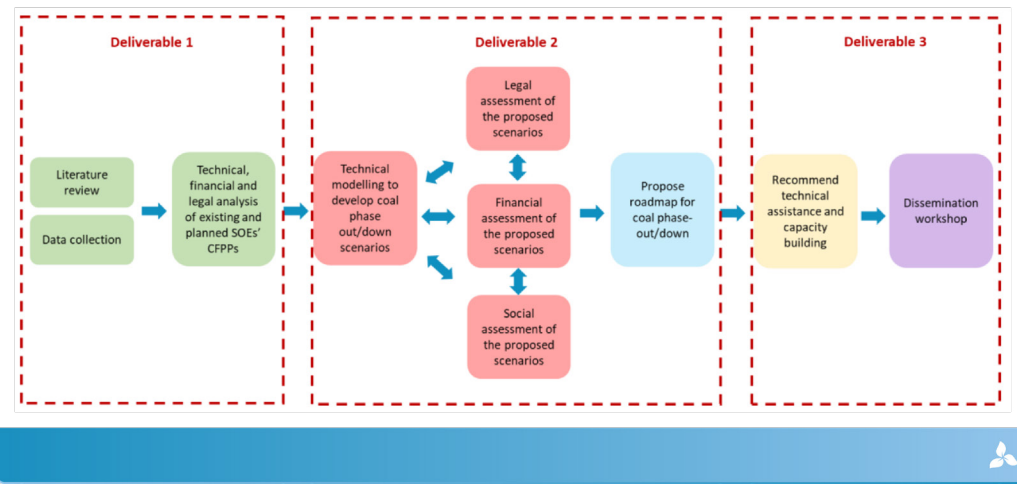 Deliverable 1
Literature
review
Data collection
Technical,
financial and
legal analysis
of existing and
planned SOEs'
CFPPs
Deliverable 2
Technical
modelling to
develop coal
phase
out/down
scenarios
Legal
assessment of
the proposed
scenarios
Financial
assessment of
the proposed
scenarios
Social
assessment of
the proposed
scenarios
Propose
roadmap for
coal phase-
out/down
Deliverable 3
Recommend
technical
assistance and
capacity
building
Dissemination
workshop